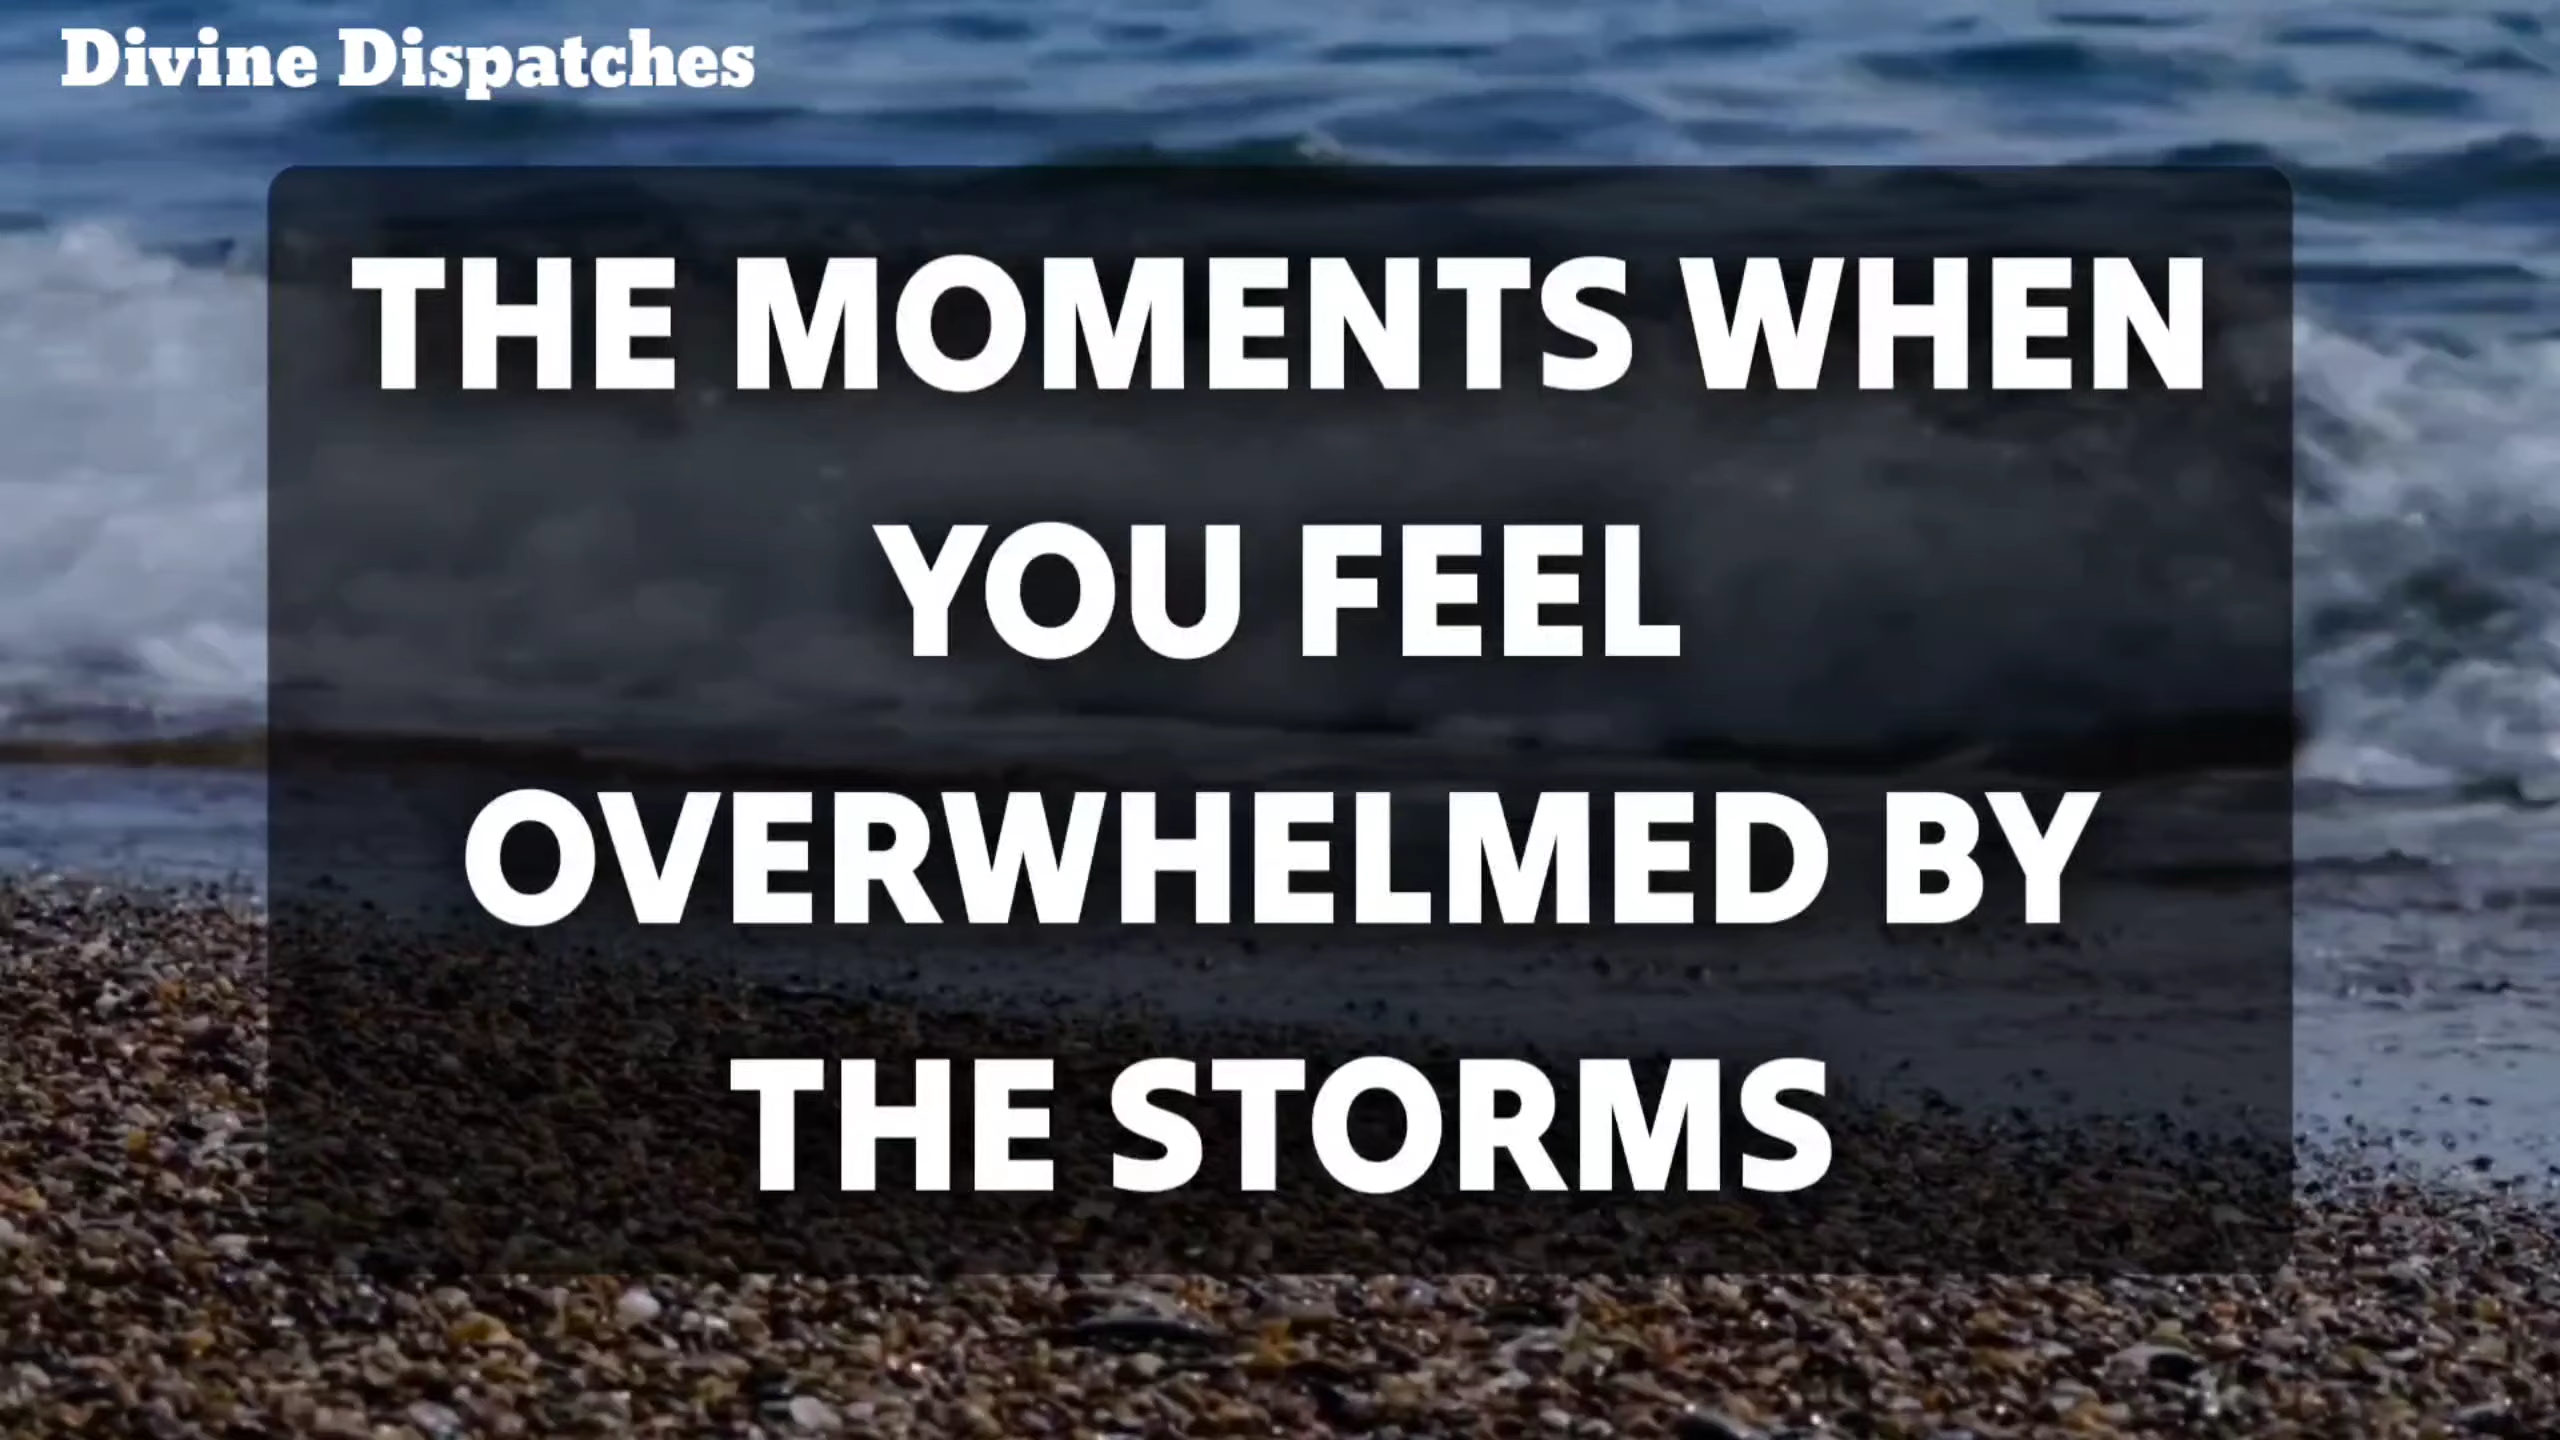 Divine Dispatches
THE MOMENTS WHEN
YOU FEEL
OVERWHELMED BY
THE STORMS